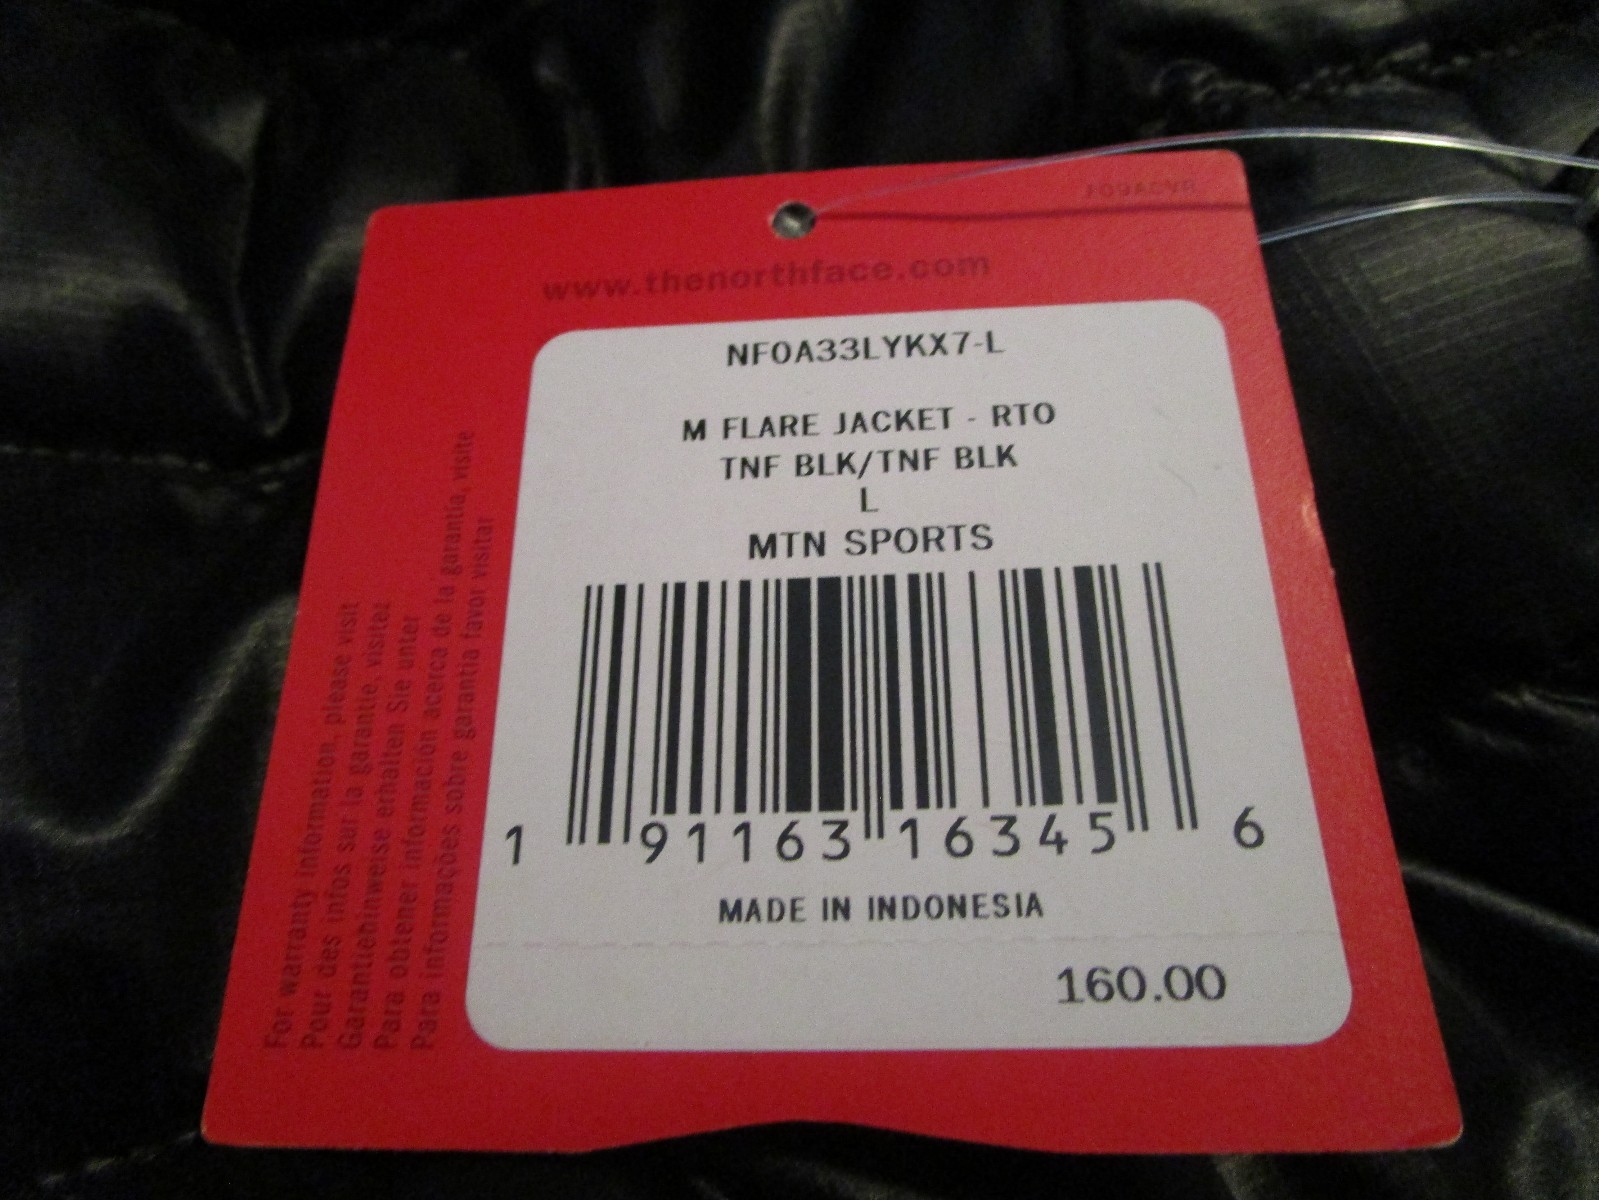 www.thenorthface.com
NF0A33LYKX7-L
M FLARE JACKET - RTO
TNF BLK/TNF BLK
L
MTN SPORTS
1 91163 16345 6
MADE IN INDONESIA
160.00
For warranty information, please visit
Pour des infos sur la garantie, visitez
Garantieninweise erhalten Sie unter
Para obtener información acerca de la garantía, visite
Para informações sobre garantia favor visitar